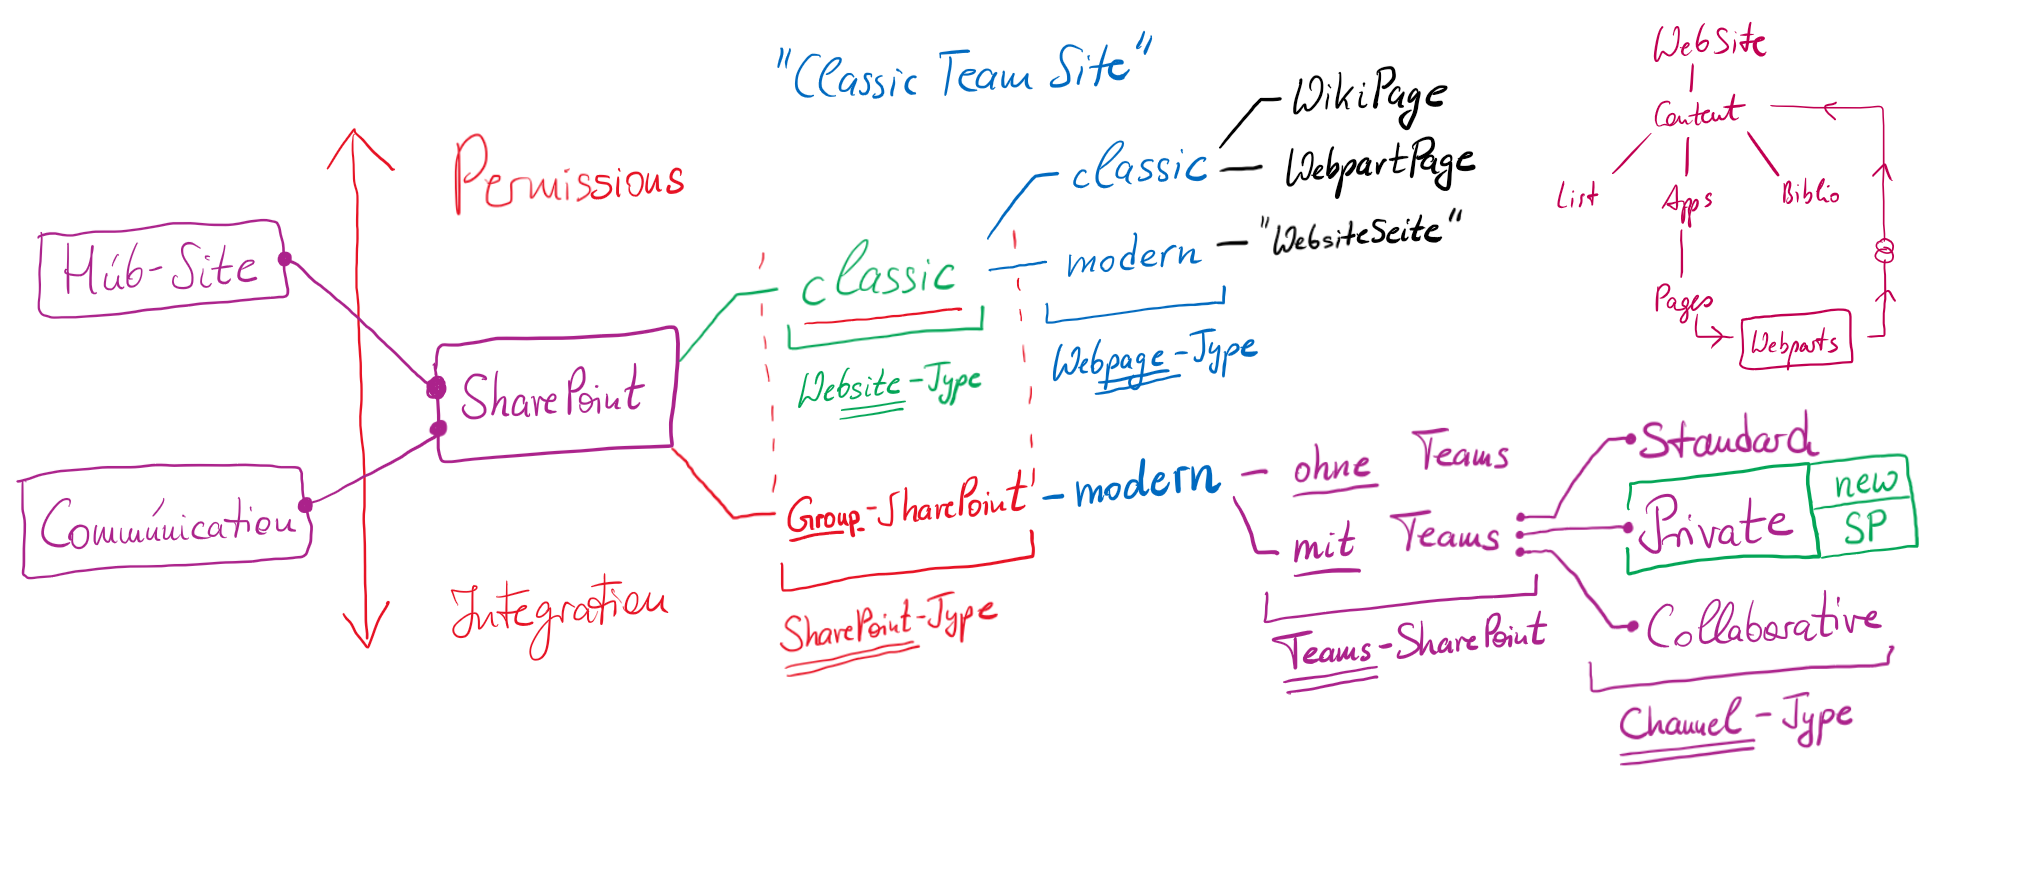 "Classic Team Site"
Permissions
Hub-Site
SharePoint
Communication
Integration
classic
Website-Type
classic
WikiPage
WebpartPage
modern
"WebsiteSeite"
Webpage-Type
Group-SharePoint
SharePoint-Type
modern
ohne Teams
mit Teams
Teams-SharePoint
Standard
Private
new
SP
Collaborative
Channel-Type
WebSite
Content
List
Apps
Biblio
Pages
Webparts